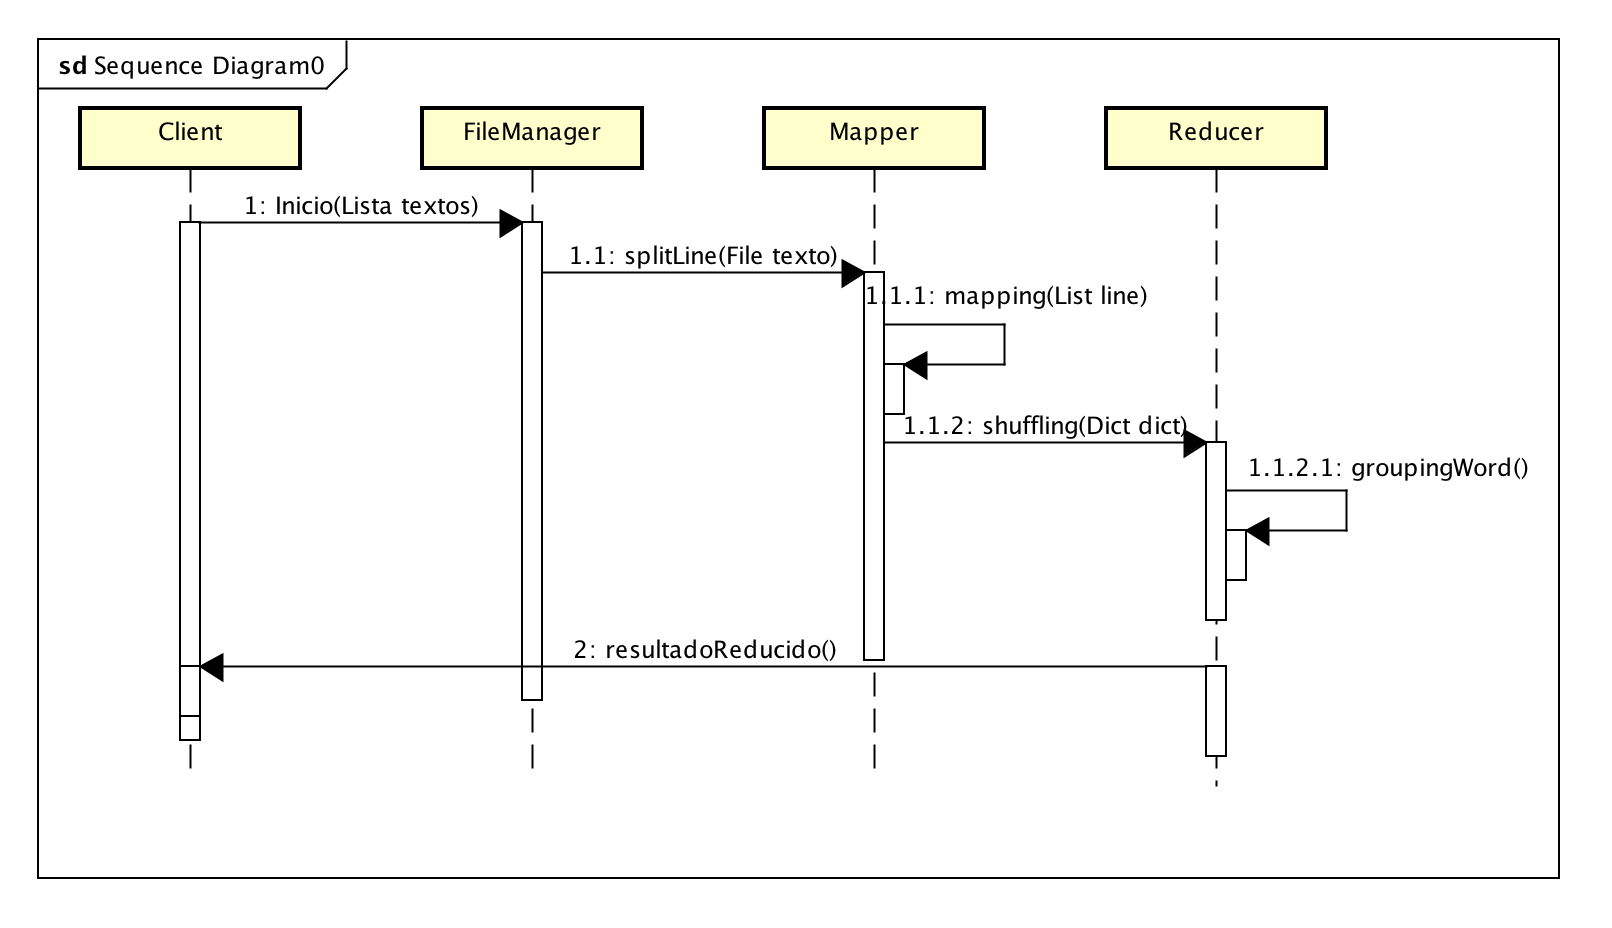 sd Sequence Diagram0
Client
FileManager
Mapper
Reducer
1: Inicio(Lista textos)
1.1: splitLine(File texto)
1.1.1: mapping(List line)
1.1.2: shuffling(Dict dict)
1.1.2.1: groupingWord()
2: resultadoReducido()